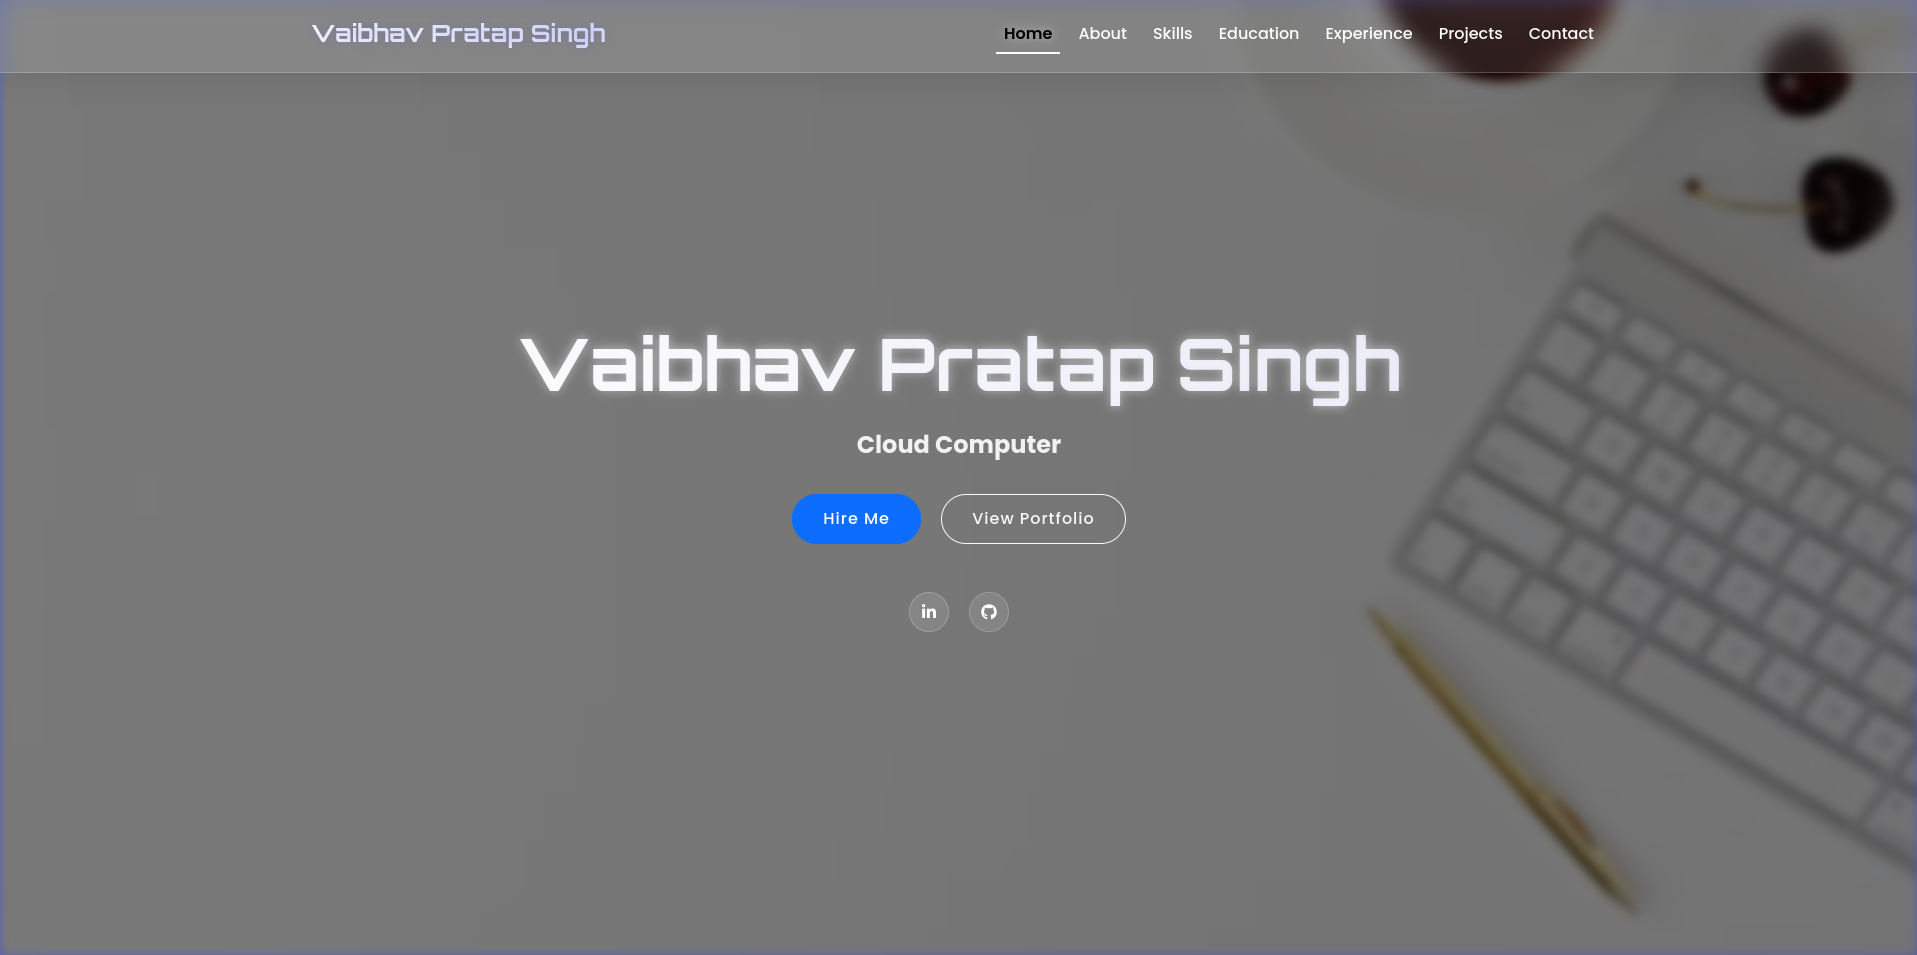 Vaibhav Pratap Singh
Home About Skills Education Experience Projects Contact
Vaibhav Pratap Singh
Cloud Computer
Hire Me View Portfolio
in